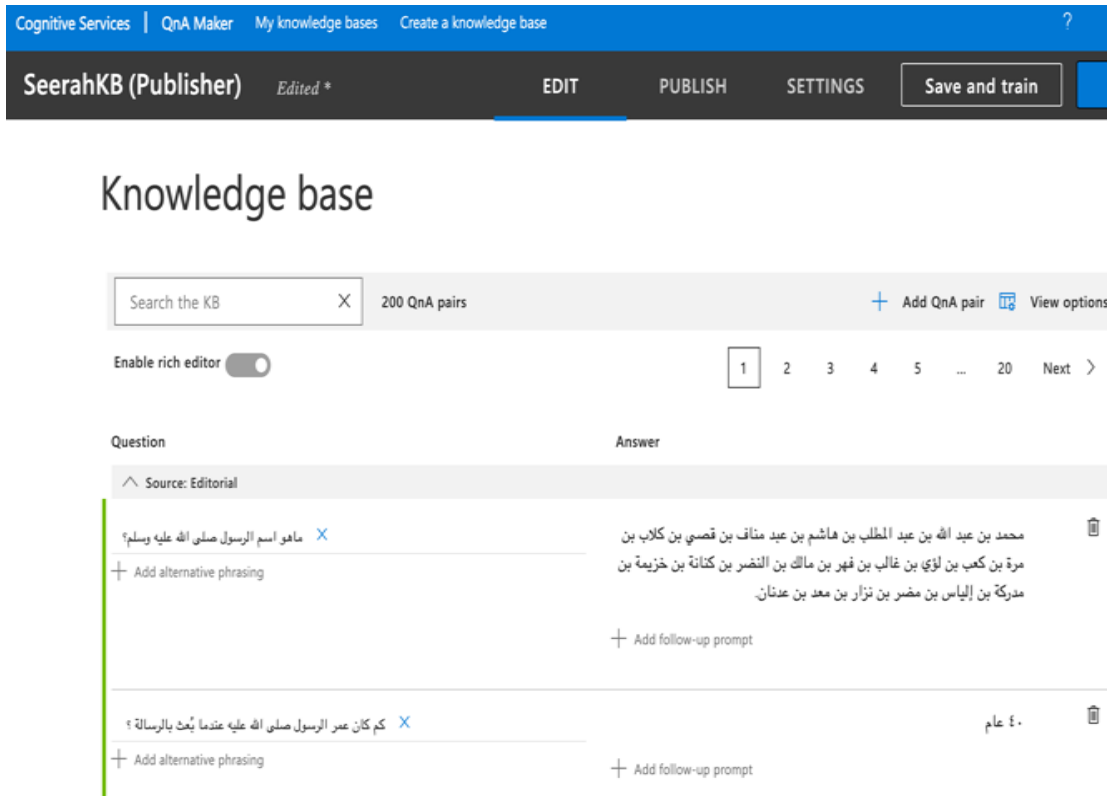 Cognitive Services | QnA Maker My knowledge bases Create a knowledge base ?
SeerahKB (Publisher) Edited * EDIT PUBLISH SETTINGS Save and train
Knowledge base
Search the KB X 200 QnA pairs + Add QnA pair View options
Enable rich editor 1 2 3 4 5 ... 20 Next >
Question Answer
Source: Editorial
ماهو اسم الرسول صلى الله عليه وسلم؟ X
+ Add alternative phrasing
محمد بن عبد الله بن عبد المطلب بن هاشم بن عبد مناف بن قصي بن كلاب بن
مرة بن كعب بن لؤي بن غالب بن فهر بن مالك بن النضر بن كنانة بن خزيمة بن
مدركة بن إلياس بن مضر بن نزار بن معد بن عدنان.
+ Add follow-up prompt
كم كان عمر الرسول صلى الله عليه عندما بُعث بالرسالة ؟ X
+ Add alternative phrasing
٤٠ عام
+ Add follow-up prompt